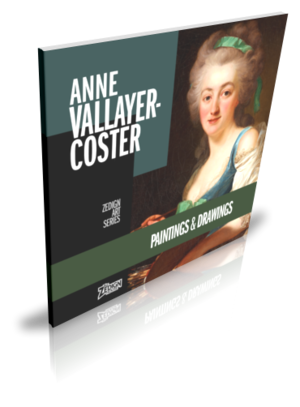 ANNE
VALLAYER-
COSTER
ZEDIGN
ART
SERIES
PAINTINGS & DRAWINGS
ZEDIGN